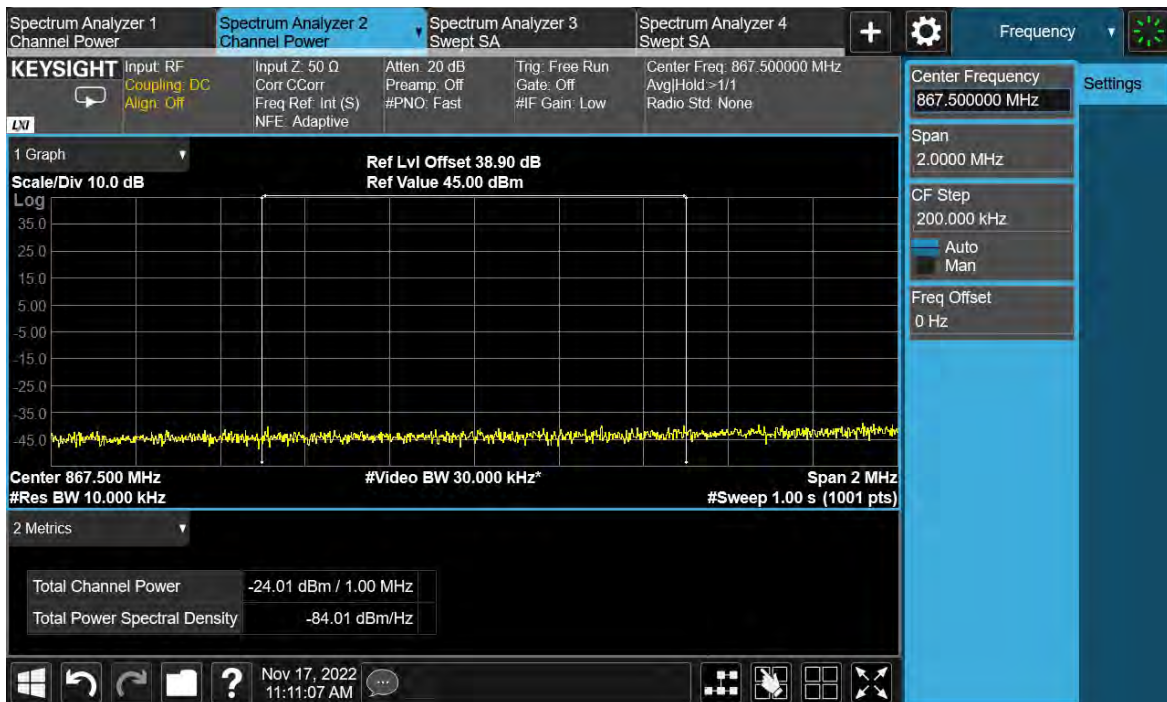 Spectrum Analyzer 1
Channel Power
Spectrum Analyzer 2
Channel Power
Spectrum Analyzer 3
Swept SA
Spectrum Analyzer 4
Swept SA
+
Frequency
KEYSIGHT
LXI
Input: RF
Coupling: DC
Align: Off
Input Z: 50 Ω
Corr CCorr
Freq Ref: Int (S)
NFE: Adaptive
Atten: 20 dB
Preamp: Off
#PNO: Fast
Trig: Free Run
Gate: Off
#IF Gain: Low
Center Freq: 867.500000 MHz
Avg|Hold:>1/1
Radio Std: None
Center Frequency
867.500000 MHz
Settings
Span
2.0000 MHz
CF Step
200.000 kHz
Auto
Man
Freq Offset
0 Hz
1 Graph
Scale/Div 10.0 dB
Ref Lvl Offset 38.90 dB
Ref Value 45.00 dBm
Log
35.0
25.0
15.0
5.00
-5.00
-15.0
-25.0
-35.0
-45.0
Center 867.500 MHz
#Video BW 30.000 kHz*
Span 2 MHz
#Res BW 10.000 kHz
#Sweep 1.00 s (1001 pts)
2 Metrics
Total Channel Power -24.01 dBm / 1.00 MHz
Total Power Spectral Density -84.01 dBm/Hz
?
Nov 17, 2022
11:11:07 AM